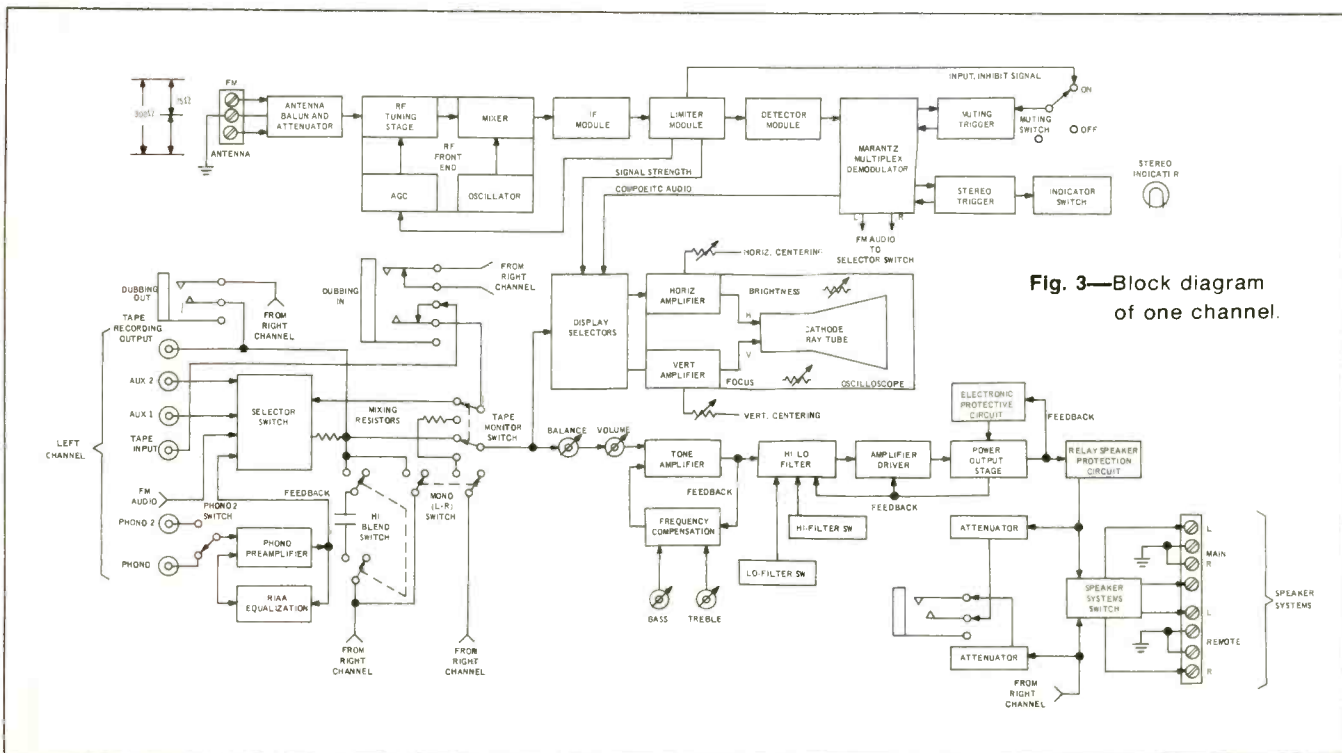 FM
300Ω
75Ω
ANTENNA
ANTENNA
BALUN AND
ATTENUATOR
RF
TUNING
STAGE
MIXER
RF
FRONT
END
AGC
OSCILLATOR
IF
MODULE
LIMITER
MODULE
DETECTOR
MODULE
MARANTZ
MULTIPLEX
DEMODULATOR
INPUT, INHIBIT SIGNAL
MUTING
TRIGGER
MUTING
SWITCH
ON
OFF
STEREO
TRIGGER
INDICATOR
SWITCH
STEREO
INDICATI R
SIGNAL STRENGTH
COMPOEITC AUDIO
L
R
FM AUDIO
TO
SELECTOR SWITCH
Fig. 3—Block diagram
of one channel.
DUBBING
OUT
FROM
RIGHT
CHANNEL
DUBBING
IN
FROM
RIGHT
CHANNEL
DISPLAY
SELECTORS
HORIZ. CENTERING
HORIZ
AMPLIFIER
BRIGHTNESS
H
CATHODE
RAY TUBE
V
VERT
AMPLIFIER
FOCUS
OSCILLOSCOPE
VERT. CENTERING
TAPE
RECORDING
OUTPUT
AUX 2
AUX 1
TAPE
INPUT
LEFT
CHANNEL
FM
AUDIO
PHONO 2
PHONO
PHONO 2
SWITCH
SELECTOR
SWITCH
FEEDBACK
PHONO
PREAMPLIFIER
RIAA
EQUALIZATION
MIXING
RESISTORS
TAPE
MONITOR
SWITCH
HI
BLEND
SWITCH
MONO
(L-R)
SWITCH
FROM
RIGHT
CHANNEL
FROM
RIGHT
CHANNEL
BALANCE
VOLUME
TONE
AMPLIFIER
FEEDBACK
FREQUENCY
COMPENSATION
BASS
TREBLE
HI LO
FILTER
HI-FILTER SW
LO-FILTER SW
AMPLIFIER
DRIVER
FEEDBACK
POWER
OUTPUT
STAGE
ELECTRONIC
PROTECTIVE
CIRCUIT
FEEDBACK
RELAY SPEAKER
PROTECTION
CIRCUIT
ATTENUATOR
ATTENUATOR
SPEAKER
SYSTEMS
SWITCH
FROM
RIGHT
CHANNEL
L
MAIN
R
L
REMOTE
R
SPEAKER
SYSTEMS